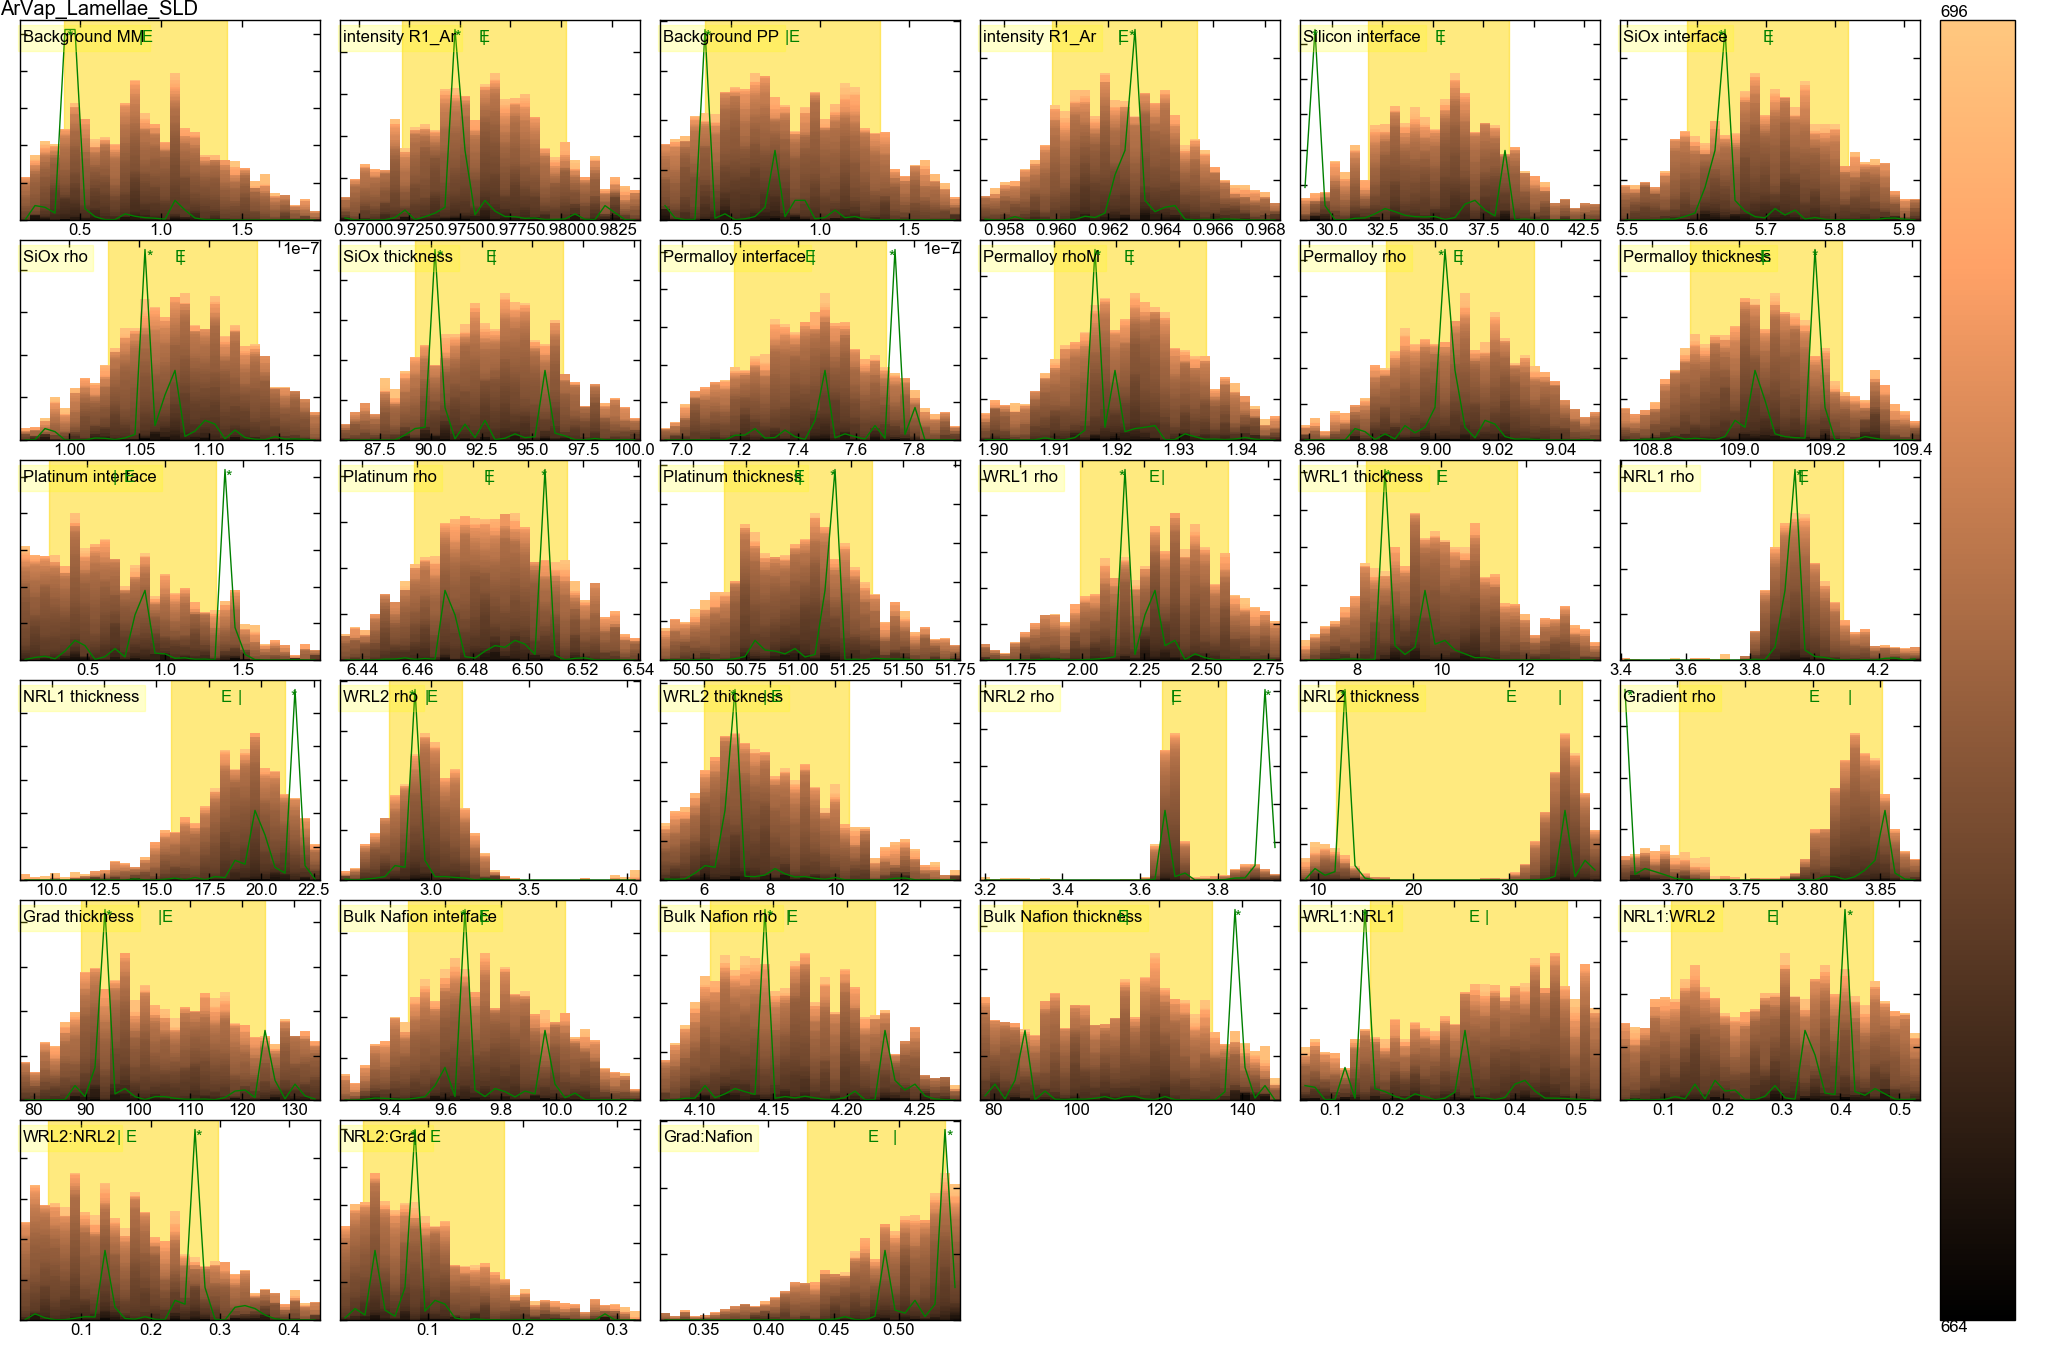 ArVap_Lamellae_SLD
696
Background MM |E
intensity R1_Ar * E
Background PP * |E
intensity R1_Ar E *
Silicon interface E
SiOx interface * E
0.5 1.0 1.5
0.9700 0.9725 0.9750 0.9775 0.9800 0.9825
0.5 1.0 1.5
0.958 0.960 0.962 0.964 0.966 0.968
30.0 32.5 35.0 37.5 40.0 42.5
5.5 5.6 5.7 5.8 5.9
SiOx rho * E 1e−7
SiOx thickness * E
Permalloy interface E * 1e−7
Permalloy rhoM * E
Permalloy rho * E
Permalloy thickness E *
1.00 1.05 1.10 1.15
87.5 90.0 92.5 95.0 97.5 100.0
7.0 7.2 7.4 7.6 7.8
1.90 1.91 1.92 1.93 1.94
8.96 8.98 9.00 9.02 9.04
108.8 109.0 109.2 109.4
Platinum interface | E *
Platinum rho E *
Platinum thickness E *
WRL1 rho * E |
WRL1 thickness * E
NRL1 rho * E
0.5 1.0 1.5
6.44 6.46 6.48 6.50 6.52 6.54
50.50 50.75 51.00 51.25 51.50 51.75
1.75 2.00 2.25 2.50 2.75
8 10 12
3.4 3.6 3.8 4.0 4.2
NRL1 thickness E | *
WRL2 rho * |E
WRL2 thickness * | E
NRL2 rho E *
NRL2 thickness * E |
Gradient rho * E |
10.0 12.5 15.0 17.5 20.0 22.5
3.0 3.5 4.0
6 8 10 12
3.2 3.4 3.6 3.8
10 20 30
3.70 3.75 3.80 3.85
Grad thickness * |E
Bulk Nafion interface * E
Bulk Nafion rho * E
Bulk Nafion thickness E *
WRL1:NRL1 * E |
NRL1:WRL2 E| *
80 90 100 110 120 130
9.4 9.6 9.8 10.0 10.2
4.10 4.15 4.20 4.25
80 100 120 140
0.1 0.2 0.3 0.4 0.5
0.1 0.2 0.3 0.4 0.5
WRL2:NRL2 | E *
NRL2:Grad * E
Grad:Nafion E | *
0.1 0.2 0.3 0.4
0.1 0.2 0.3
0.35 0.40 0.45 0.50
664